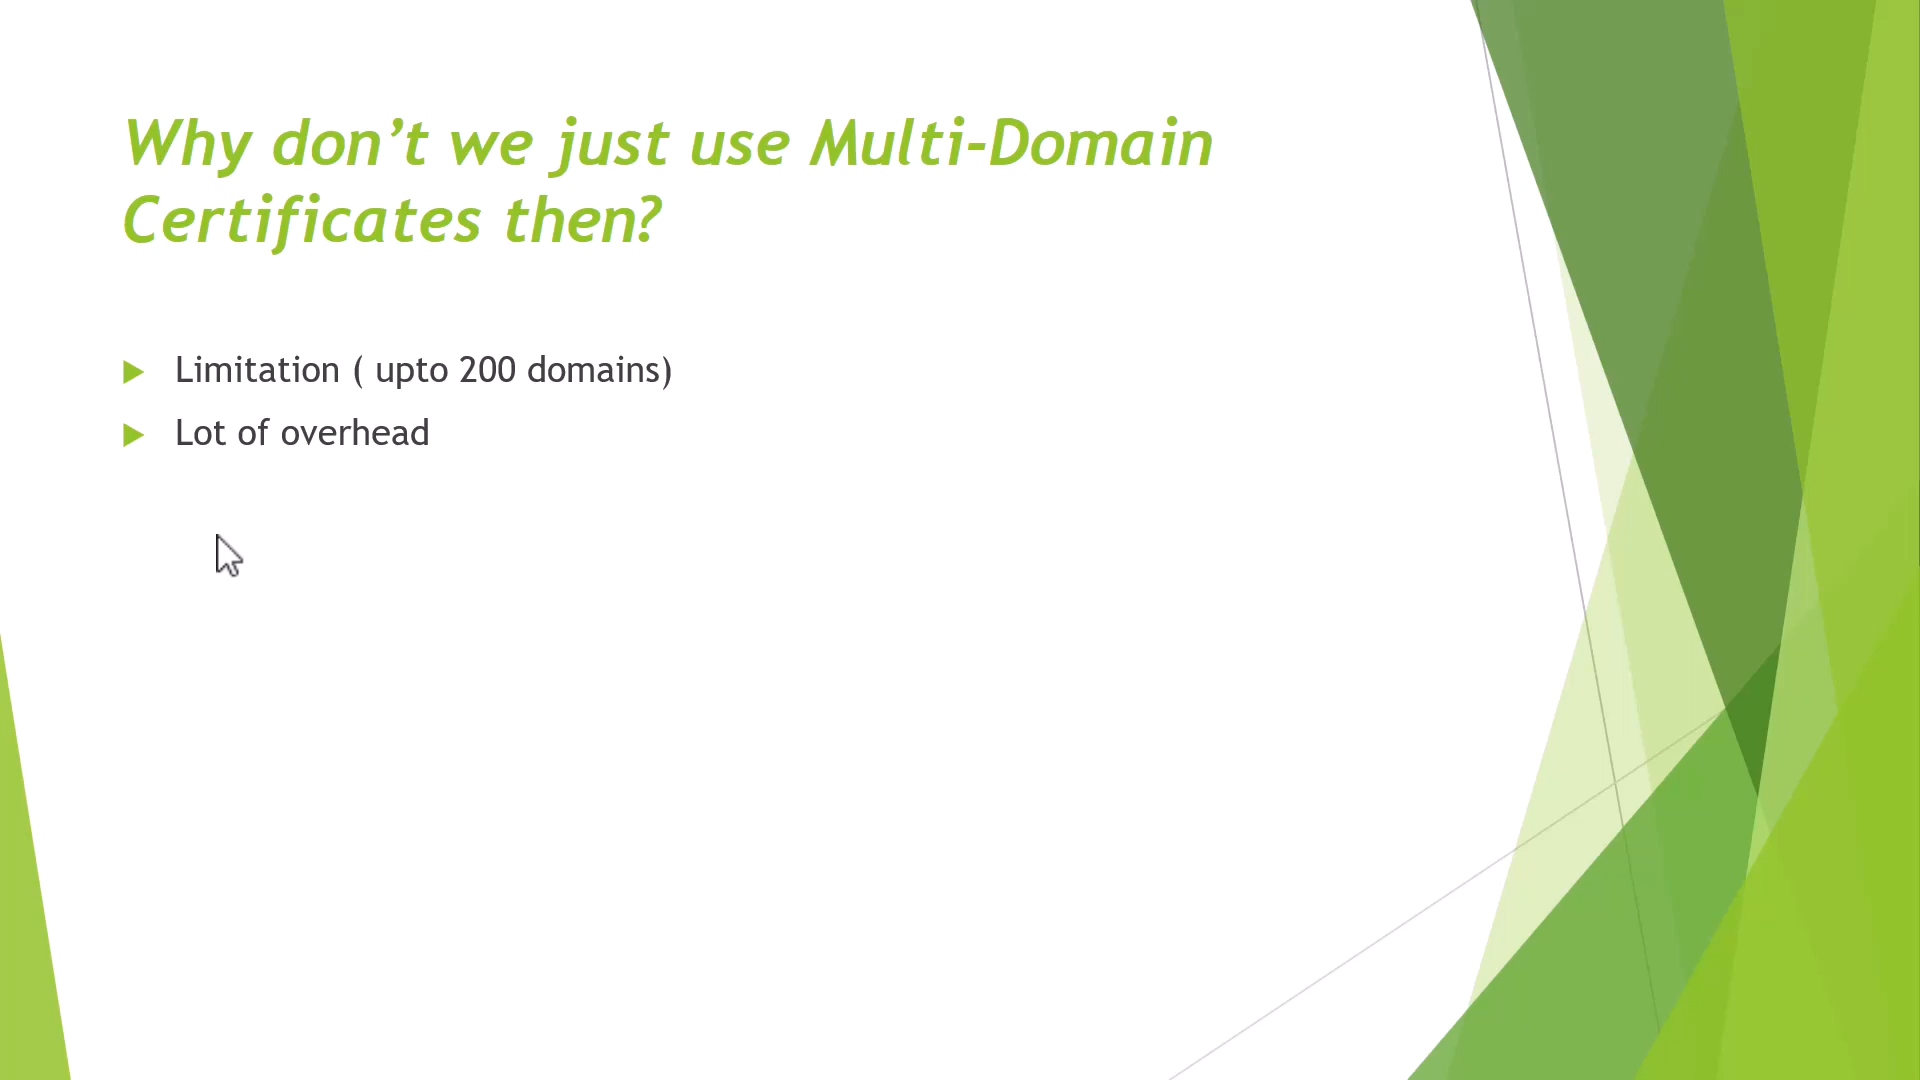 Why don’t we just use Multi-Domain
Certificates then?
Limitation ( upto 200 domains)
Lot of overhead